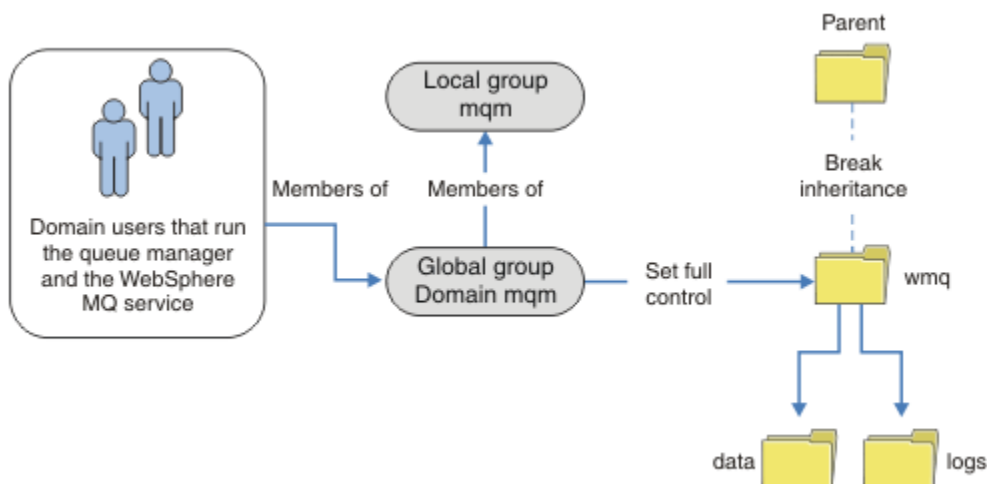 Domain users that run
the queue manager
and the WebSphere
MQ service
Members of
Local group
mqm
Members of
Global group
Domain mqm
Set full
control
Parent
Break
inheritance
wmq
data
logs